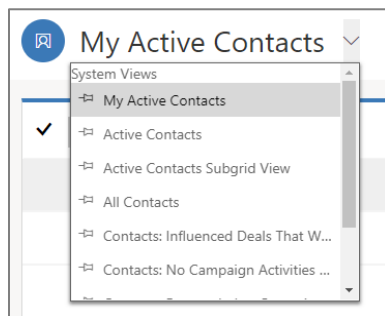 My Active Contacts
System Views
My Active Contacts
Active Contacts
Active Contacts Subgrid View
All Contacts
Contacts: Influenced Deals That W...
Contacts: No Campaign Activities ...